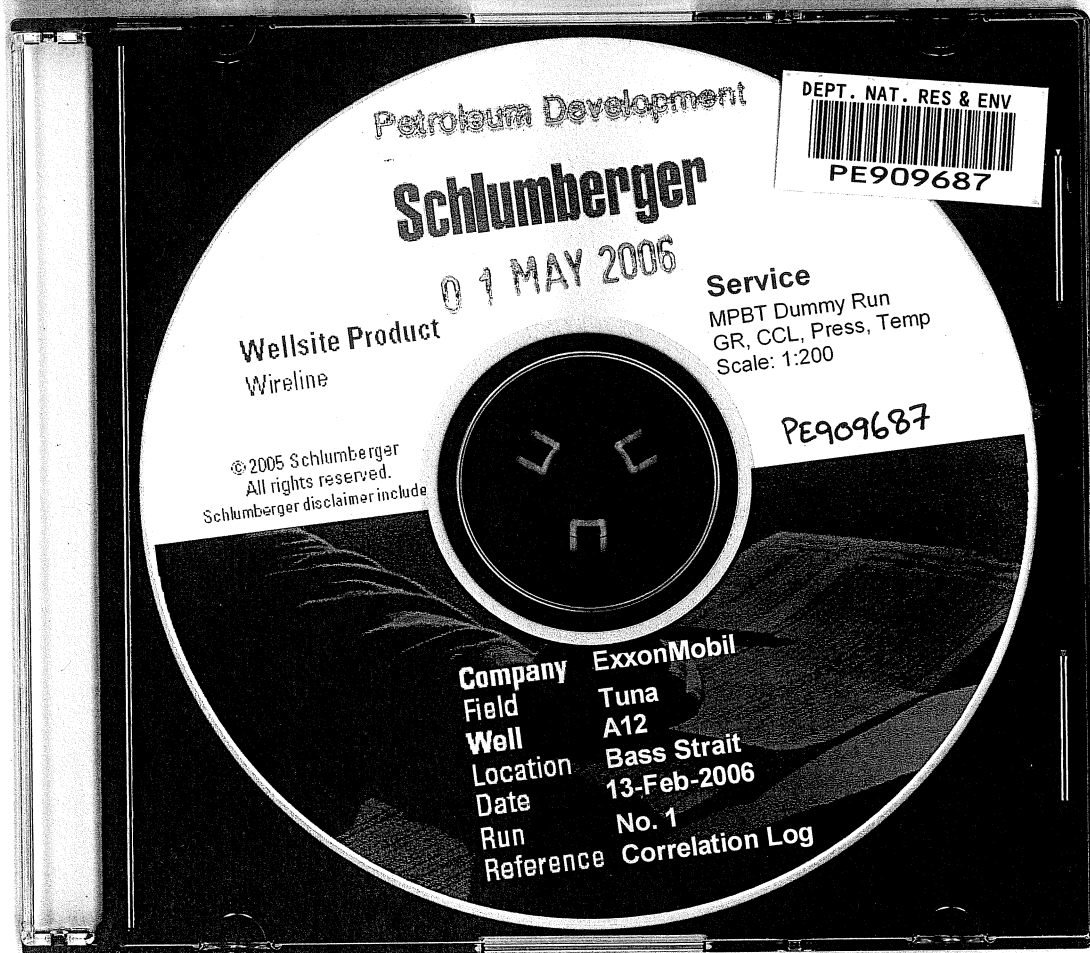 Petroleum Development
DEPT. NAT. RES & ENV
PE909687
Schlumberger
01 MAY 2006
Wellsite Product
Wireline
Service
MPBT Dummy Run
GR, CCL, Press, Temp
Scale: 1:200
PE909687
© 2005 Schlumberger
All rights reserved.
Schlumberger disclaimer include
Company ExxonMobil
Field Tuna
Well A12
Location Bass Strait
Date 13-Feb-2006
Run No. 1
Reference Correlation Log